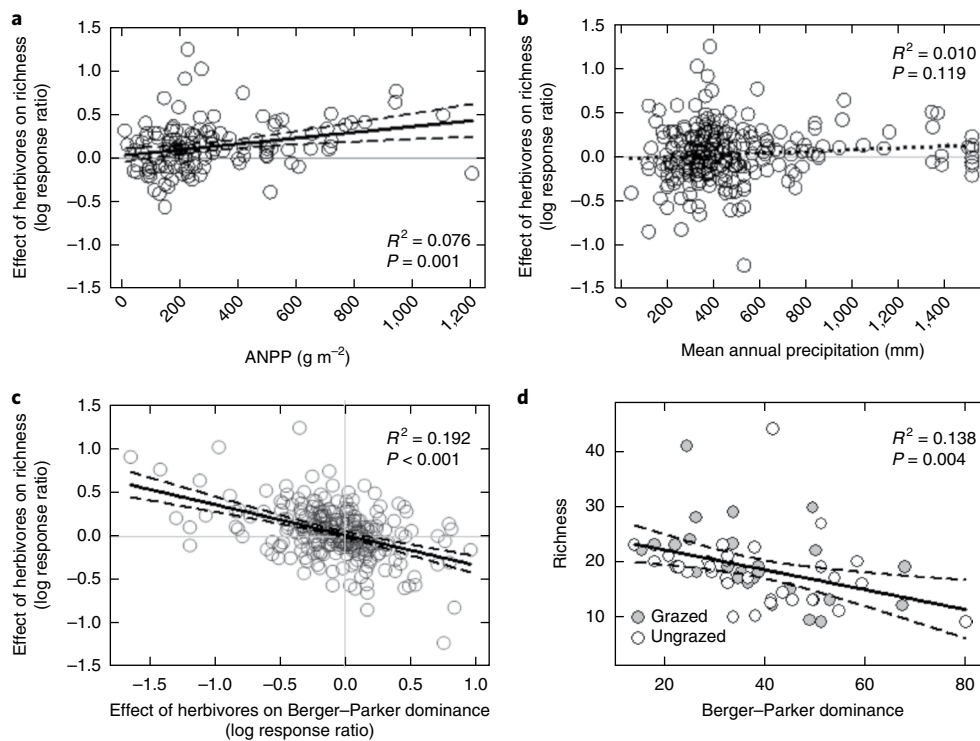 a
Effect of herbivores on richness
(log response ratio)
1.5
1.0
0.5
0.0
–0.5
–1.0
–1.5
R² = 0.076
P = 0.001
0
200
400
600
800
1,000
1,200
ANPP (g m⁻²)
b
Effect of herbivores on richness
(log response ratio)
1.5
1.0
0.5
0.0
–0.5
–1.0
–1.5
R² = 0.010
P = 0.119
0
200
400
600
800
1,000
1,200
1,400
Mean annual precipitation (mm)
c
Effect of herbivores on richness
(log response ratio)
1.5
1.0
0.5
0.0
–0.5
–1.0
–1.5
R² = 0.192
P < 0.001
–1.5
–1.0
–0.5
0.0
0.5
1.0
Effect of herbivores on Berger–Parker dominance
(log response ratio)
d
Richness
40
30
20
10
R² = 0.138
P = 0.004
Grazed
Ungrazed
20
40
60
80
Berger–Parker dominance